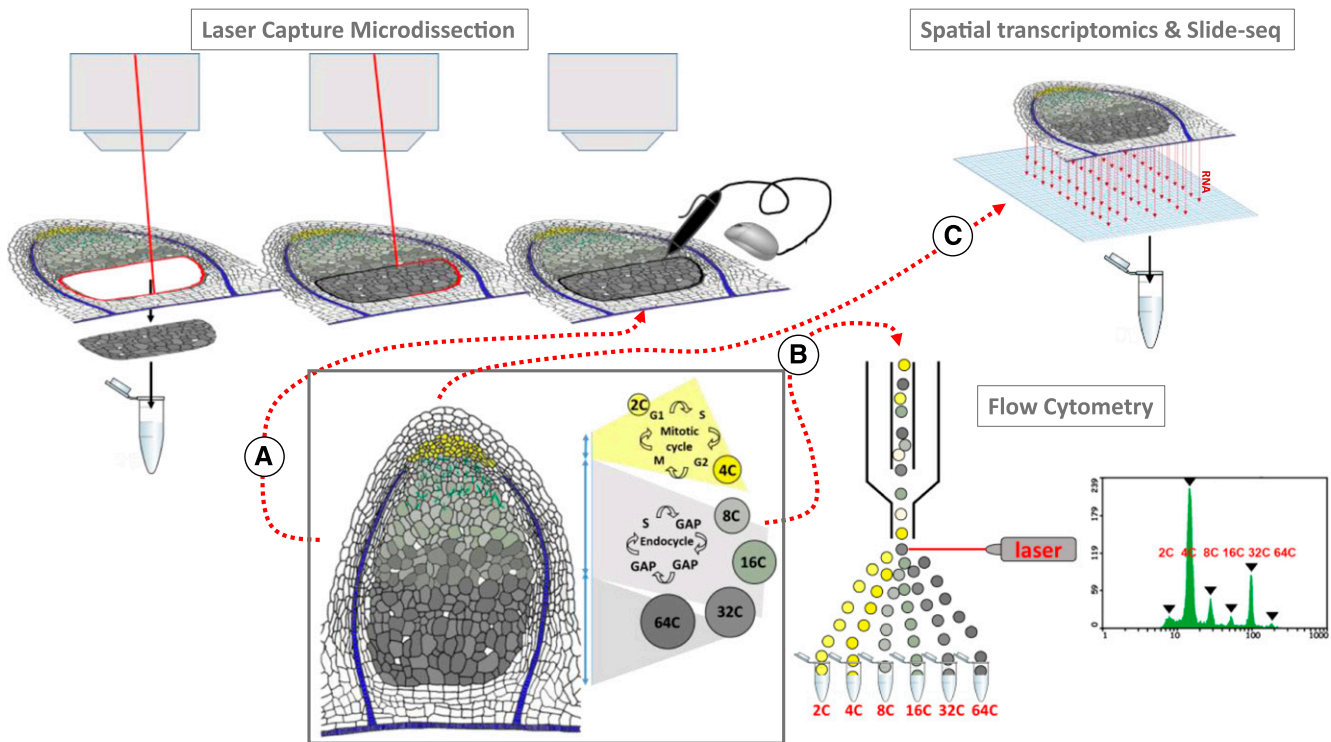 Laser Capture Microdissection
Spatial transcriptomics & Slide-seq
RNA
C
B
A
Flow Cytometry
2C
G1 S
Mitotic
cycle
M G2
4C
8C
S GAP
Endocycle
GAP GAP
16C
32C
64C
laser
2C 4C 8C 16C 32C 64C
239
179
119
59
0
1 10 100 1000
2C 4C 8C 16C 32C 64C